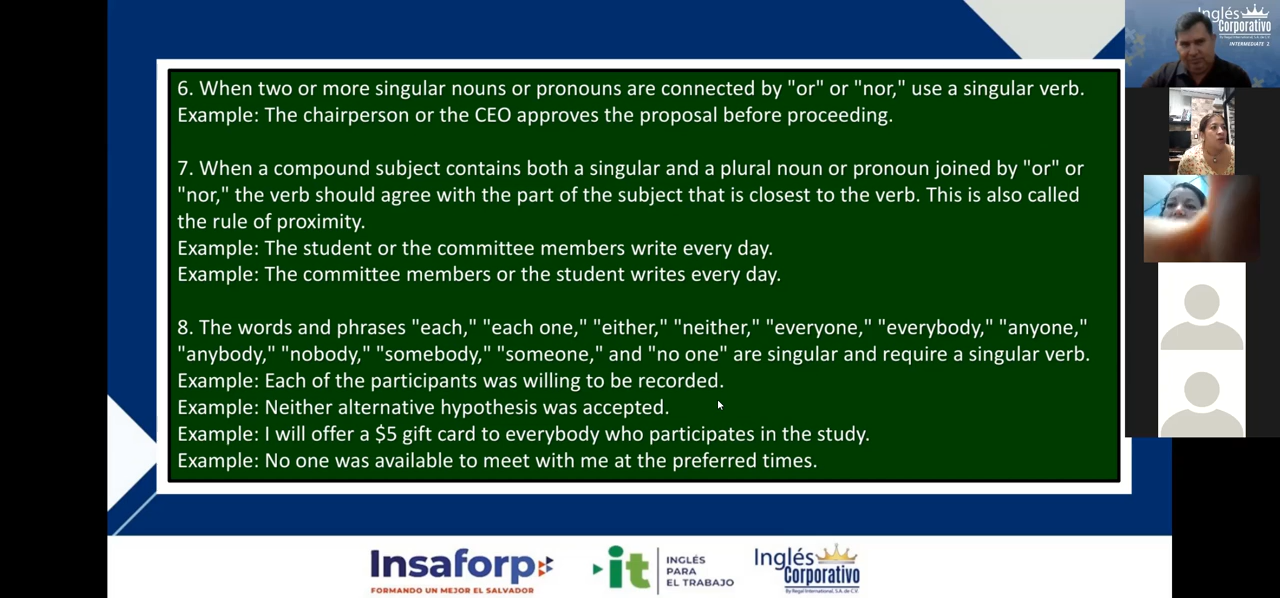 6. When two or more singular nouns or pronouns are connected by "or" or "nor," use a singular verb.
Example: The chairperson or the CEO approves the proposal before proceeding.
7. When a compound subject contains both a singular and a plural noun or pronoun joined by "or" or
"nor," the verb should agree with the part of the subject that is closest to the verb. This is also called
the rule of proximity.
Example: The student or the committee members write every day.
Example: The committee members or the student writes every day.
8. The words and phrases "each," "each one," "either," "neither," "everyone," "everybody," "anyone,"
"anybody," "nobody," "somebody," "someone," and "no one" are singular and require a singular verb.
Example: Each of the participants was willing to be recorded.
Example: Neither alternative hypothesis was accepted.
Example: I will offer a $5 gift card to everybody who participates in the study.
Example: No one was available to meet with me at the preferred times.
Inglés
Corporativo
By Regal International, S.A. de C.V.
INTERMEDIATE 2
Insaforp
FORMANDO UN MEJOR EL SALVADOR
it
INGLÉS
PARA
EL TRABAJO
Inglés
Corporativo
By Regal International, S.A. de C.V.